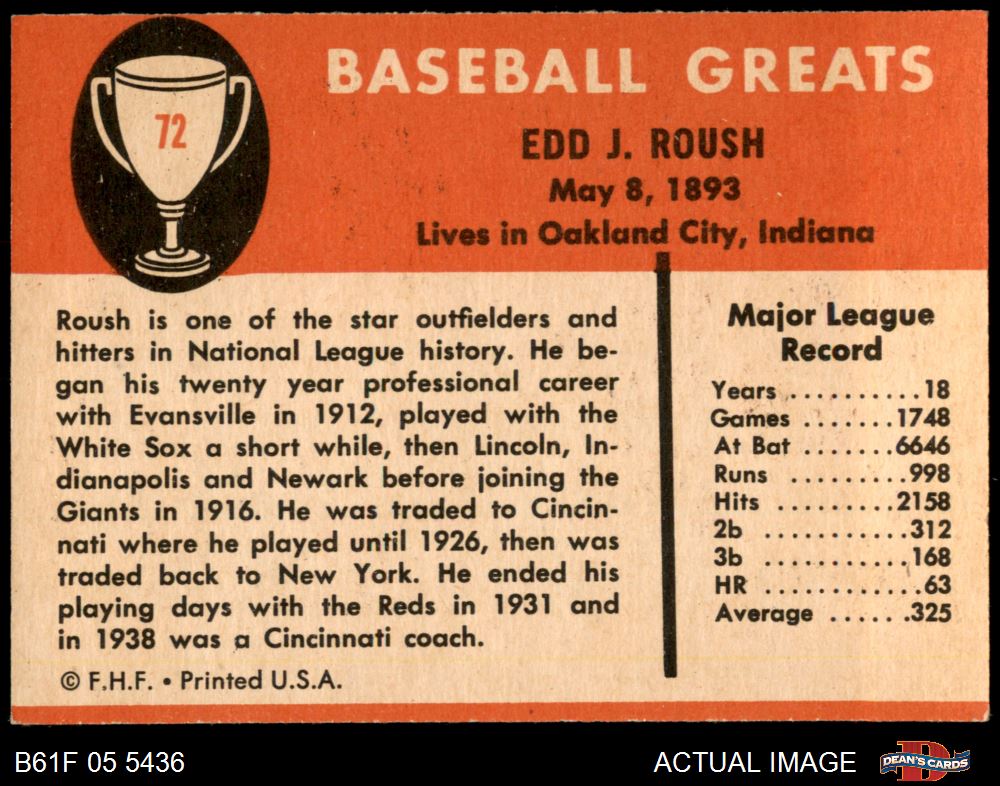 72
BASEBALL GREATS
EDD J. ROUSH
May 8, 1893
Lives in Oakland City, Indiana
Roush is one of the star outfielders and
hitters in National League history. He be-
gan his twenty year professional career
with Evansville in 1912, played with the
White Sox a short while, then Lincoln, In-
dianapolis and Newark before joining the
Giants in 1916. He was traded to Cincin-
nati where he played until 1926, then was
traded back to New York. He ended his
playing days with the Reds in 1931 and
in 1938 was a Cincinnati coach.
© F.H.F. • Printed U.S.A.
Major League
Record
Years ..........18
Games .......1748
At Bat .......6646
Runs .........998
Hits .........2158
2b ...........312
3b ...........168
HR ............63
Average ......325
B61F 05 5436
ACTUAL IMAGE
D
DEAN'S CARDS